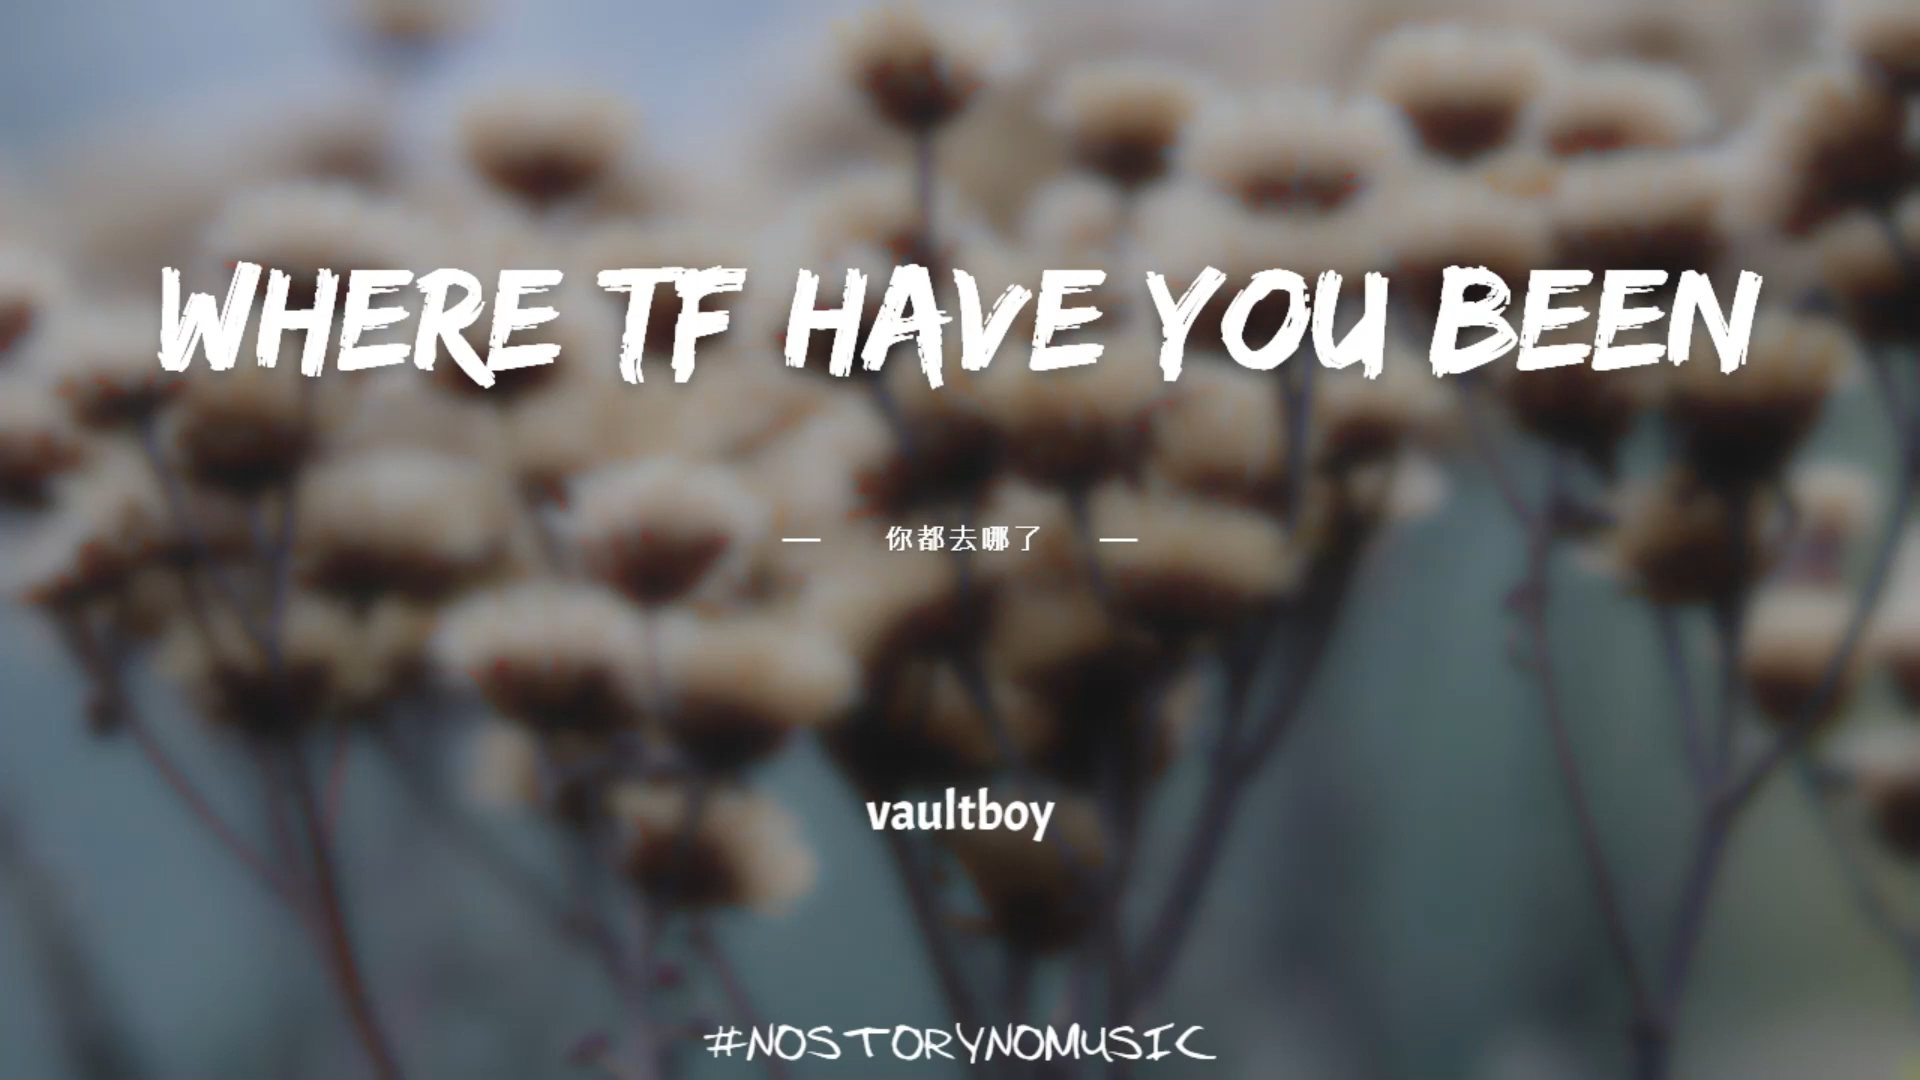 WHERE TF HAVE YOU BEEN
— 你都去哪了 —
vaultboy
#NOSTORYNOMUSIC